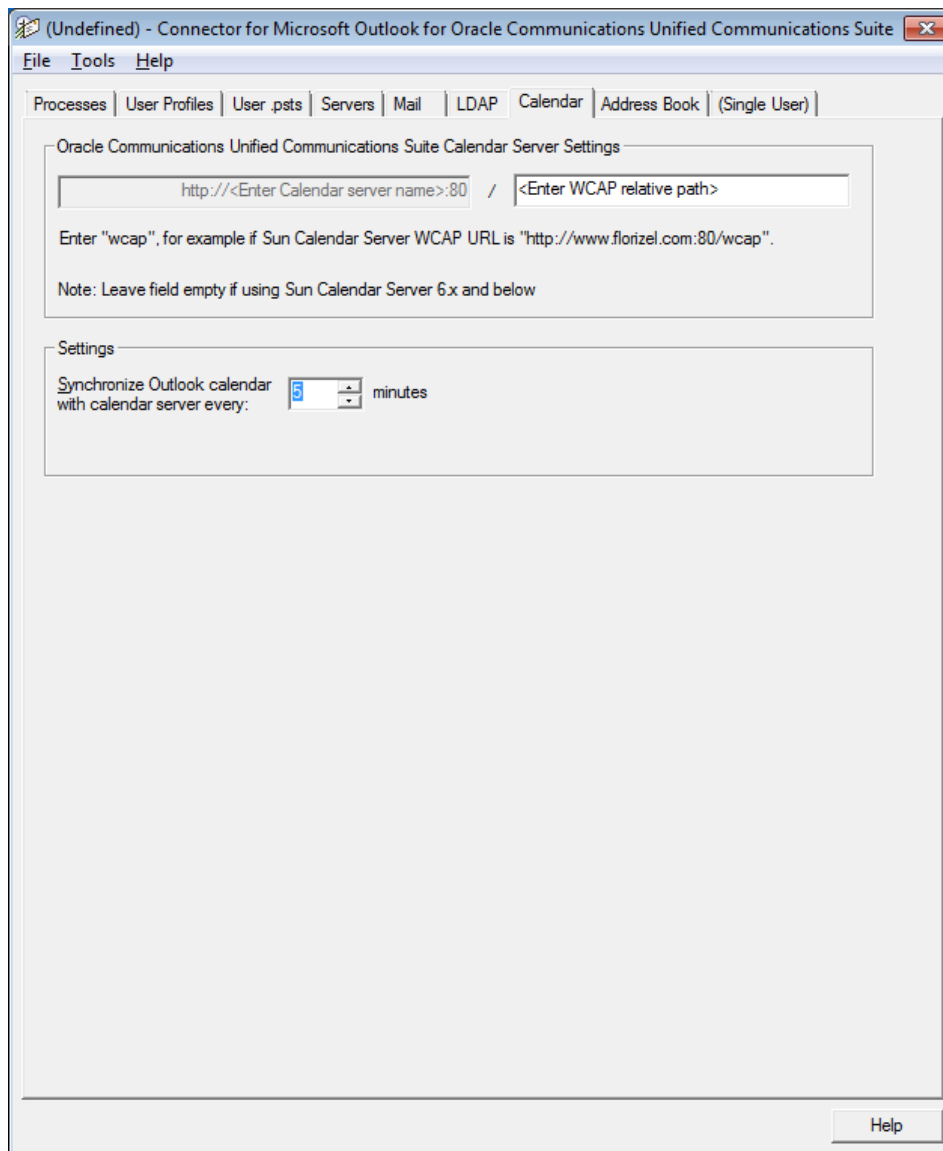 (Undefined) - Connector for Microsoft Outlook for Oracle Communications Unified Communications Suite
File Tools Help
Processes User Profiles User .psts Servers Mail LDAP Calendar Address Book (Single User)
Oracle Communications Unified Communications Suite Calendar Server Settings
http://<Enter Calendar server name>:80 / <Enter WCAP relative path>
Enter "wcap", for example if Sun Calendar Server WCAP URL is "http://www.florizel.com:80/wcap".
Note: Leave field empty if using Sun Calendar Server 6.x and below
Settings
Synchronize Outlook calendar
with calendar server every: 5 minutes
Help